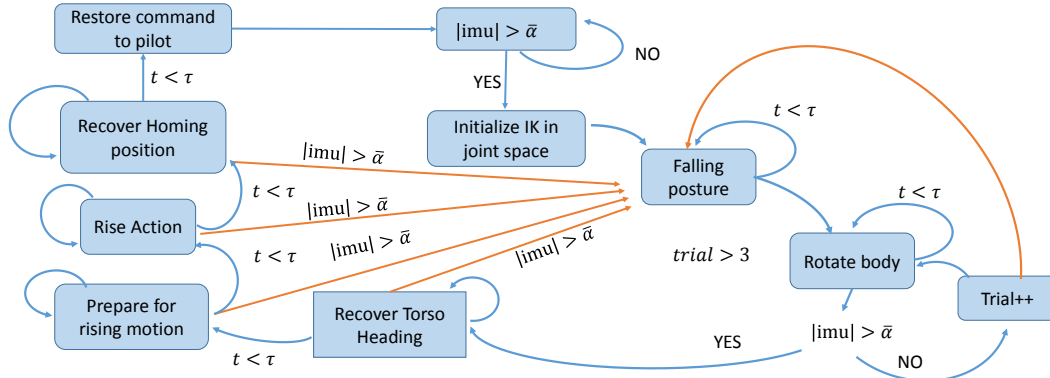 Restore command
to pilot
|imu| > ᾱ
NO
YES
t < τ
Recover Homing
position
Initialize IK in
joint space
t < τ
Falling
posture
|imu| > ᾱ
t < τ
t < τ
Rise Action
|imu| > ᾱ
|imu| > ᾱ
|imu| > ᾱ
t < τ
trial > 3
Rotate body
Trial++
Prepare for
rising motion
Recover Torso
Heading
t < τ
YES
|imu| > ᾱ
NO